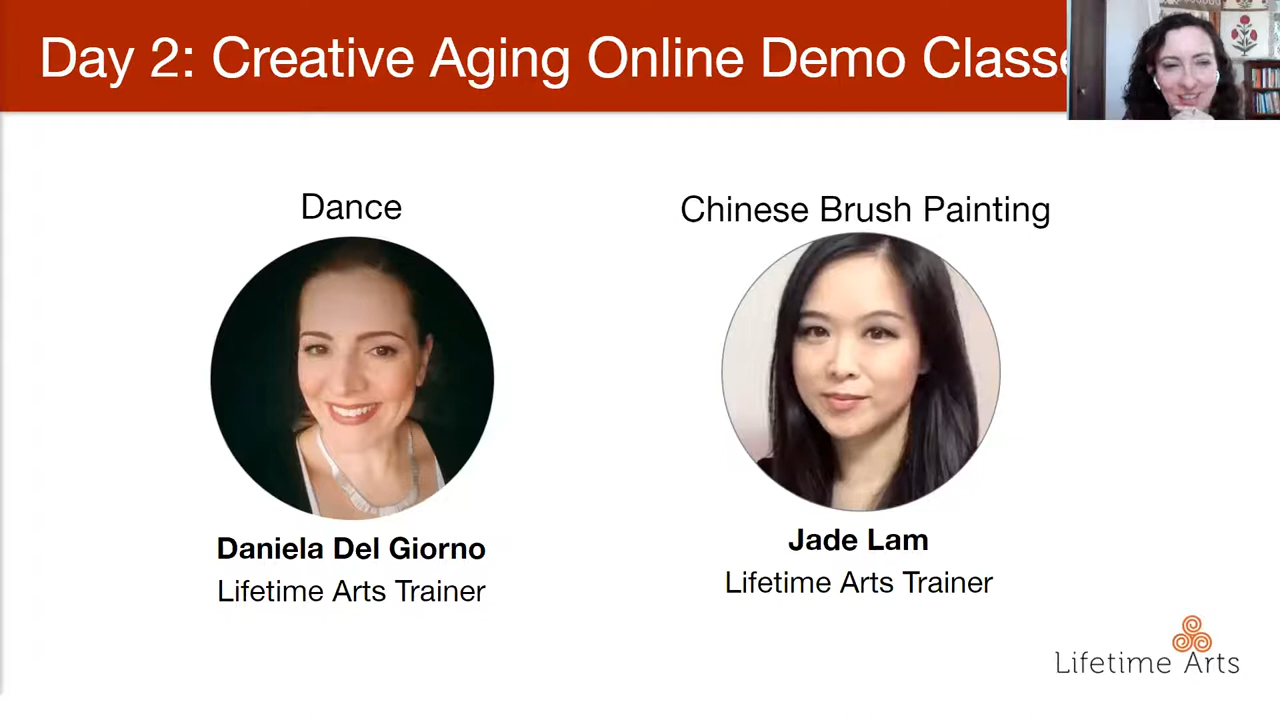 Day 2: Creative Aging Online Demo Classe
Dance
Chinese Brush Painting
Daniela Del Giorno
Lifetime Arts Trainer
Jade Lam
Lifetime Arts Trainer
Lifetime Arts